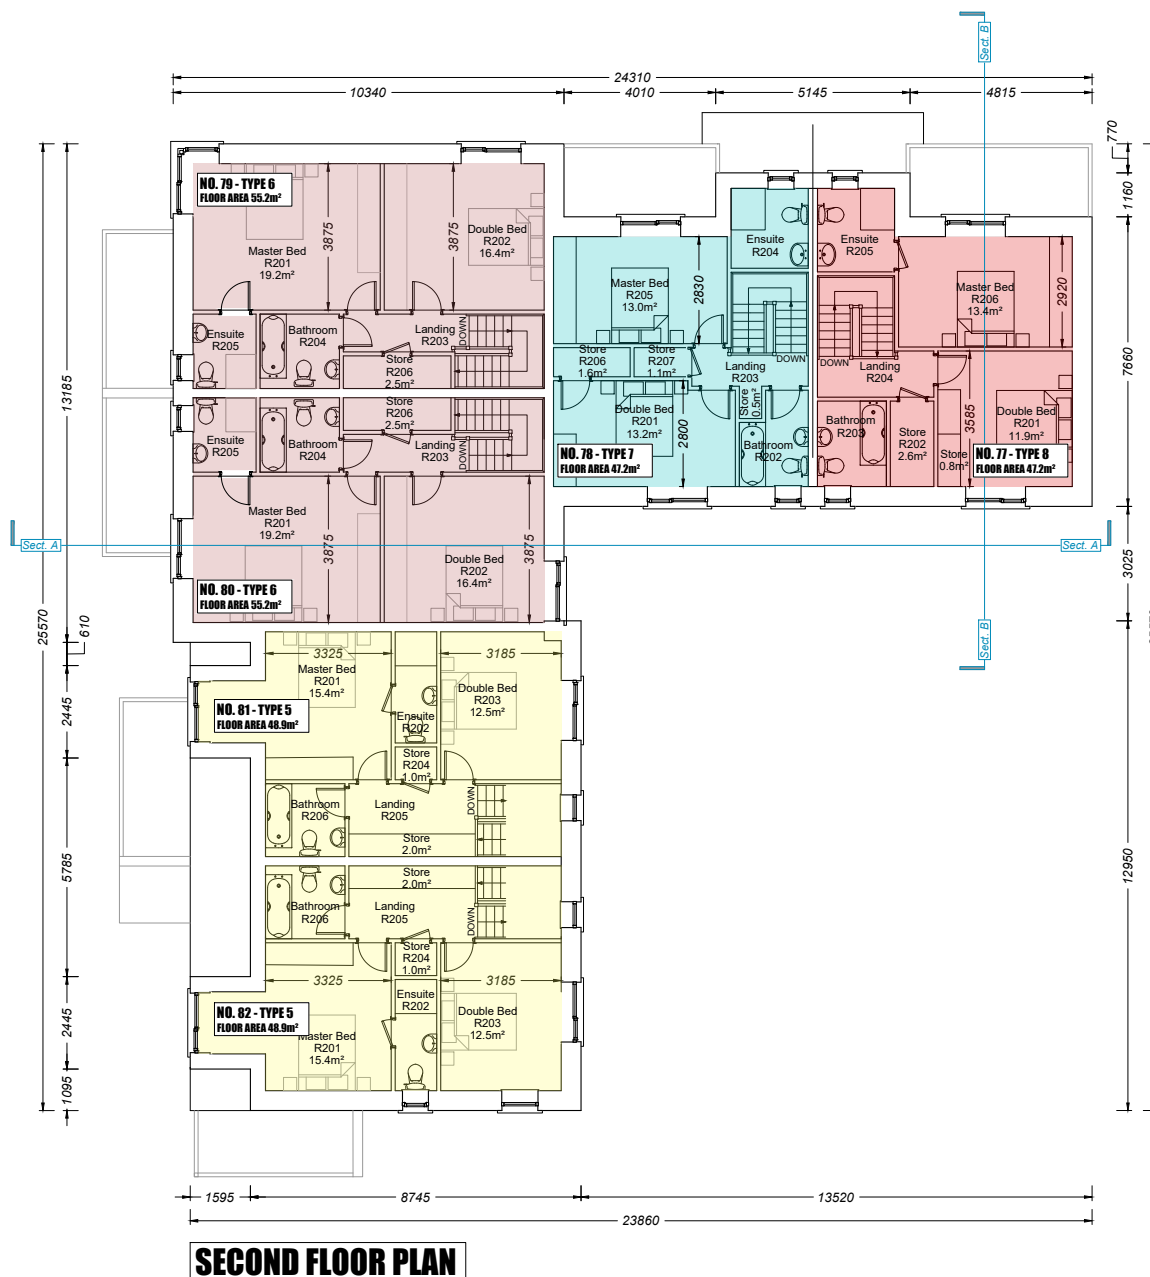 Sect. B
24310
10340
4010
5145
4815
770
1160
7660
3025
12950
25570
13185
610
2445
5785
2445
1095
NO. 79 - TYPE 6
FLOOR AREA 55.2m²
Master Bed
R201
19.2m²
3875
3875
Double Bed
R202
16.4m²
Ensuite
R205
Bathroom
R204
Landing
R203
DOWN
Store
R206
2.5m²
Store
R206
2.5m²
Ensuite
R205
Bathroom
R204
Landing
R203
DOWN
Master Bed
R201
19.2m²
3875
3875
Double Bed
R202
16.4m²
NO. 80 - TYPE 6
FLOOR AREA 55.2m²
Ensuite
R204
Master Bed
R205
13.0m²
2830
Store
R206
1.6m²
Store
R207
1.1m²
Landing
R203
DOWN
Double Bed
R201
13.2m²
2800
Store
0.5m²
Bathroom
R202
NO. 78 - TYPE 7
FLOOR AREA 47.2m²
Ensuite
R205
Master Bed
R206
13.4m²
2920
DOWN
Landing
R204
3585
Bathroom
R203
Store
R202
2.6m²
Store
0.8m²
Double Bed
R201
11.9m²
NO. 77 - TYPE 8
FLOOR AREA 47.2m²
Sect. A
Sect. A
Sect. B
3325
3185
Master Bed
R201
15.4m²
Double Bed
R203
12.5m²
NO. 81 - TYPE 5
FLOOR AREA 48.9m²
Ensuite
R202
Store
R204
1.0m²
Bathroom
R206
Landing
R205
DOWN
Store
2.0m²
Store
2.0m²
Bathroom
R206
Landing
R205
DOWN
Store
R204
1.0m²
3325
3185
Ensuite
R202
Double Bed
R203
12.5m²
NO. 82 - TYPE 5
FLOOR AREA 48.9m²
Master Bed
R201
15.4m²
1595
8745
13520
23860
SECOND FLOOR PLAN